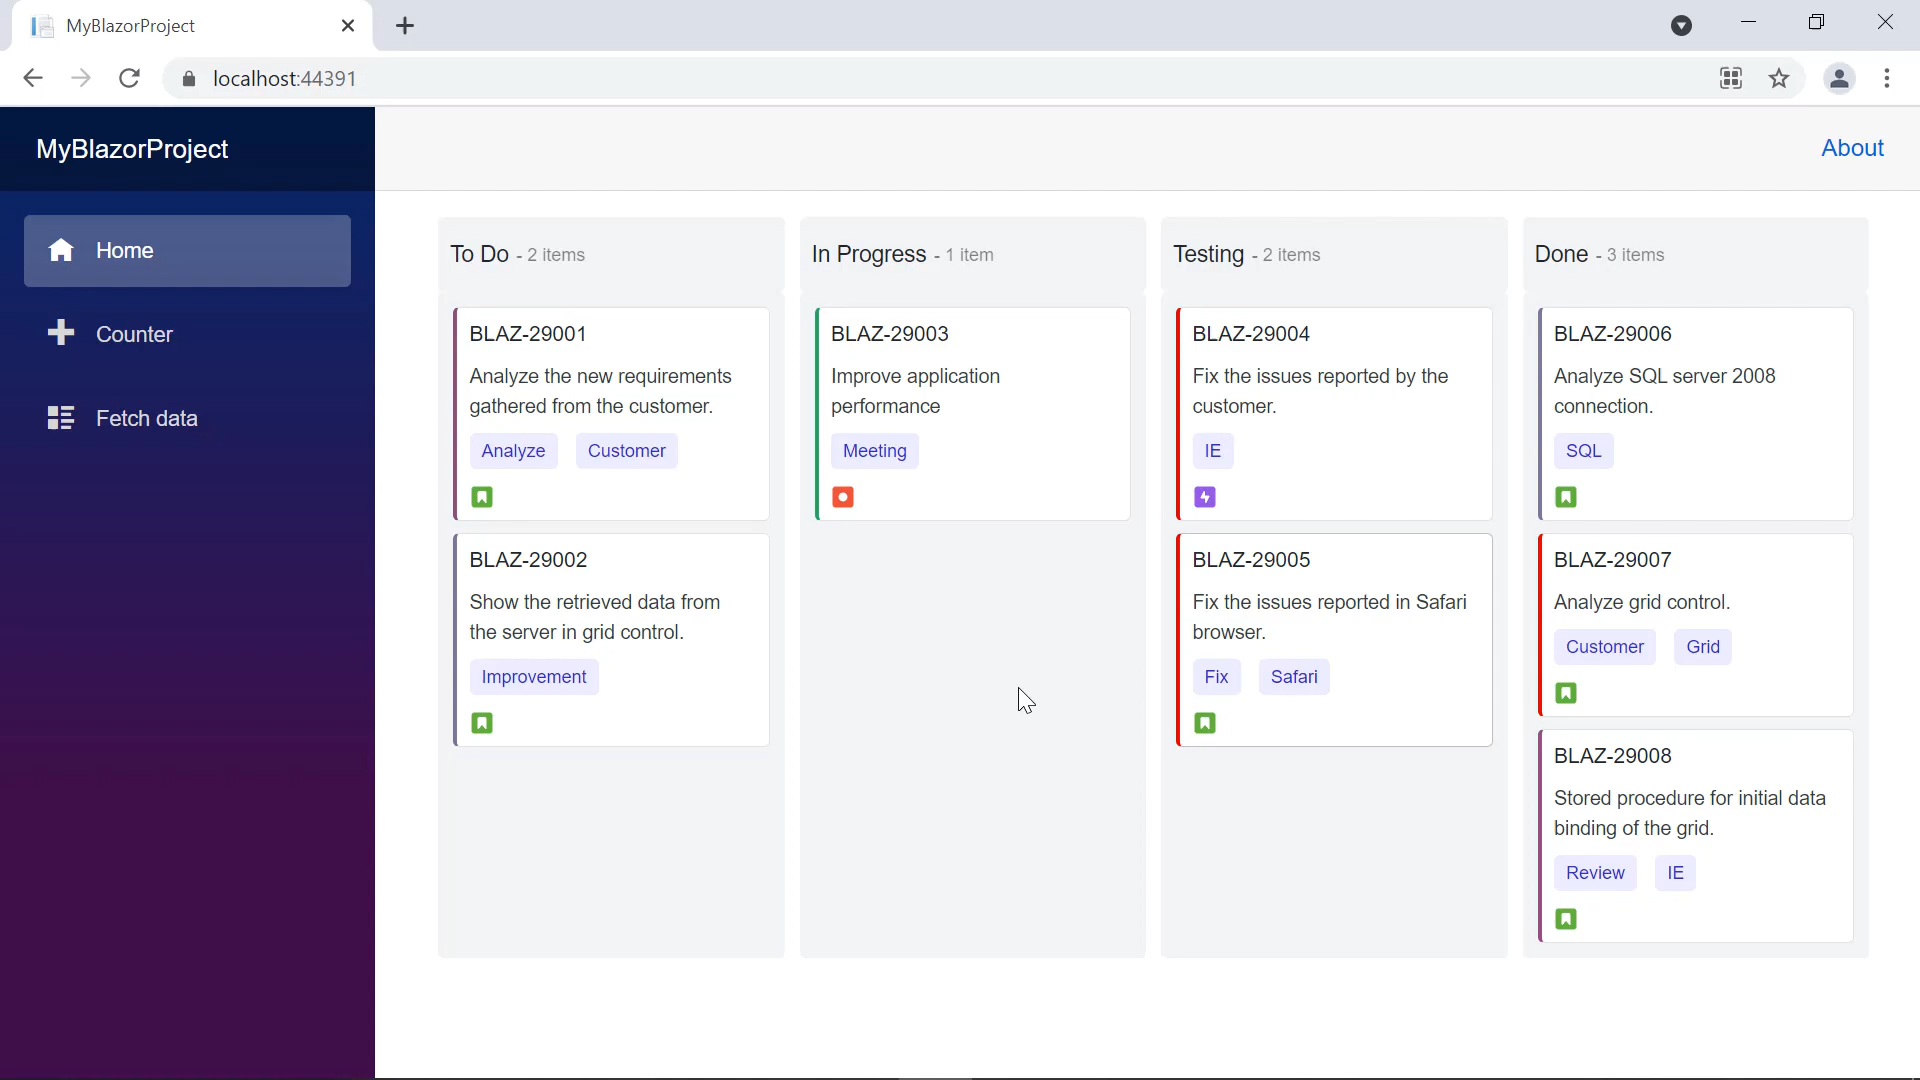 MyBlazorProject
localhost:44391
MyBlazorProject
About
Home
Counter
Fetch data
To Do - 2 items
BLAZ-29001
Analyze the new requirements
gathered from the customer.
Analyze Customer
BLAZ-29002
Show the retrieved data from
the server in grid control.
Improvement
In Progress - 1 item
BLAZ-29003
Improve application
performance
Meeting
Testing - 2 items
BLAZ-29004
Fix the issues reported by the
customer.
IE
BLAZ-29005
Fix the issues reported in Safari
browser.
Fix Safari
Done - 3 items
BLAZ-29006
Analyze SQL server 2008
connection.
SQL
BLAZ-29007
Analyze grid control.
Customer Grid
BLAZ-29008
Stored procedure for initial data
binding of the grid.
Review IE